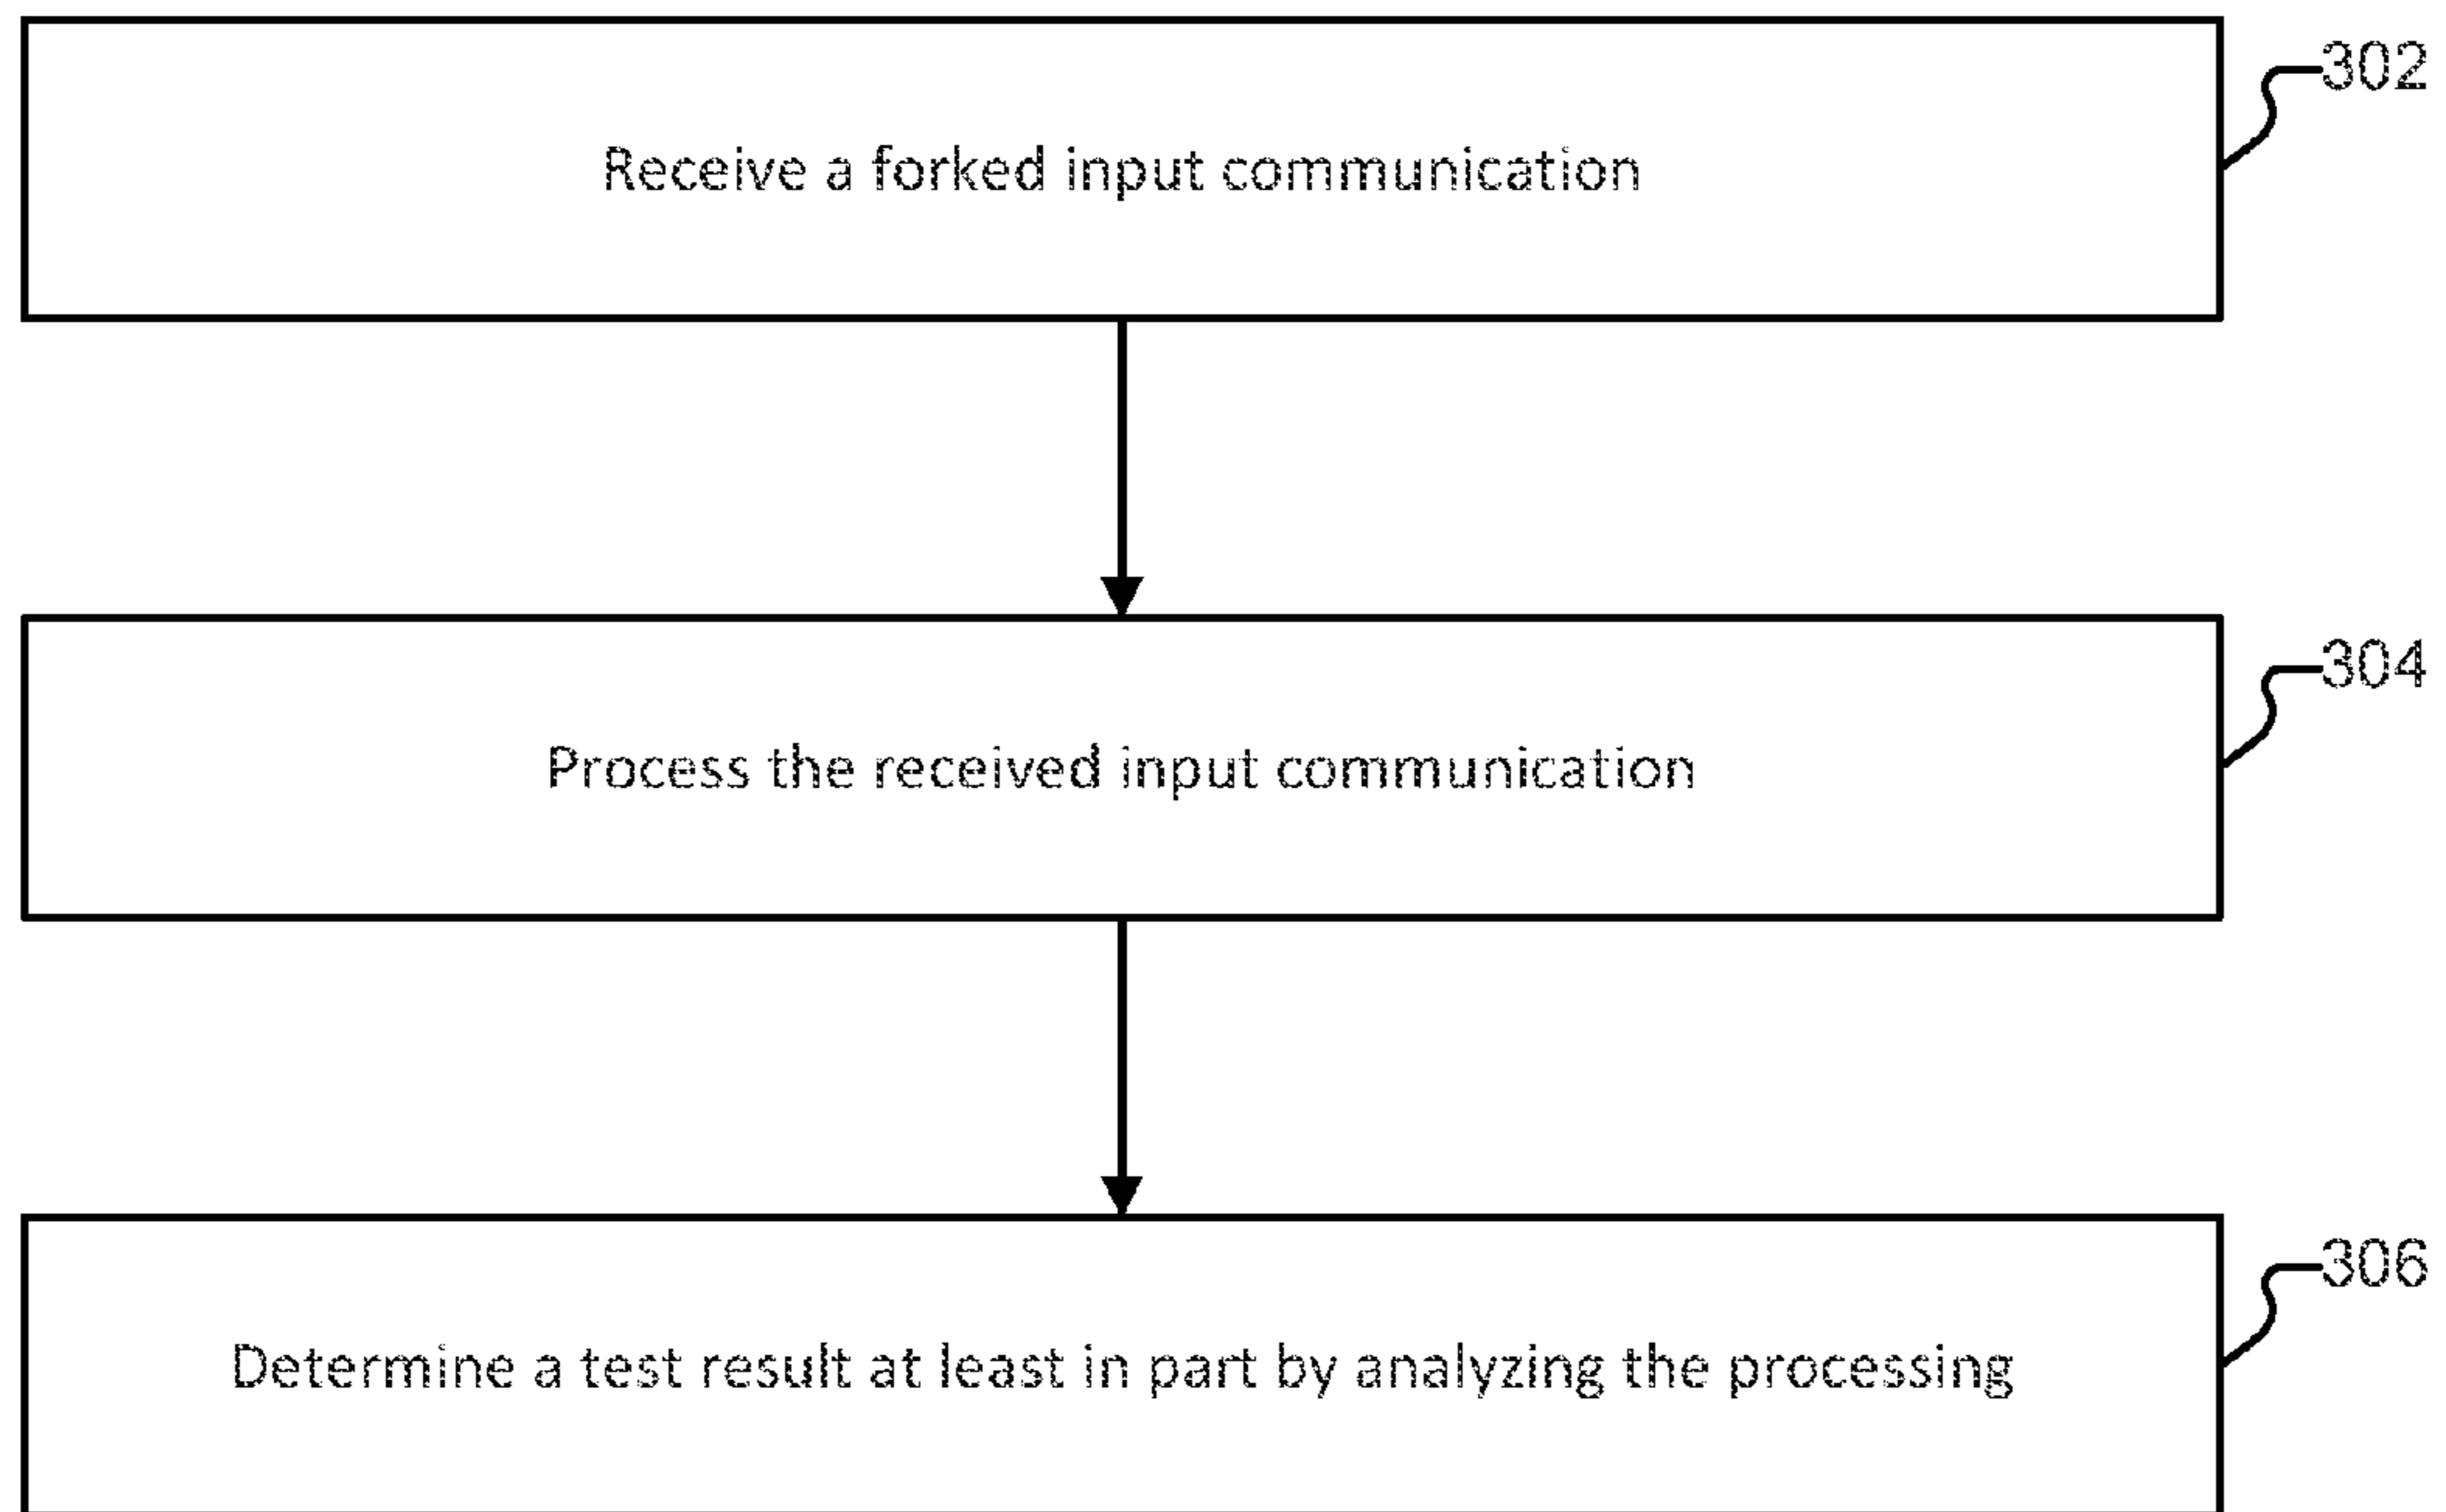 302
Receive a forked input communication
304
Process the received input communication
306
Determine a test result at least in part by analyzing the processing